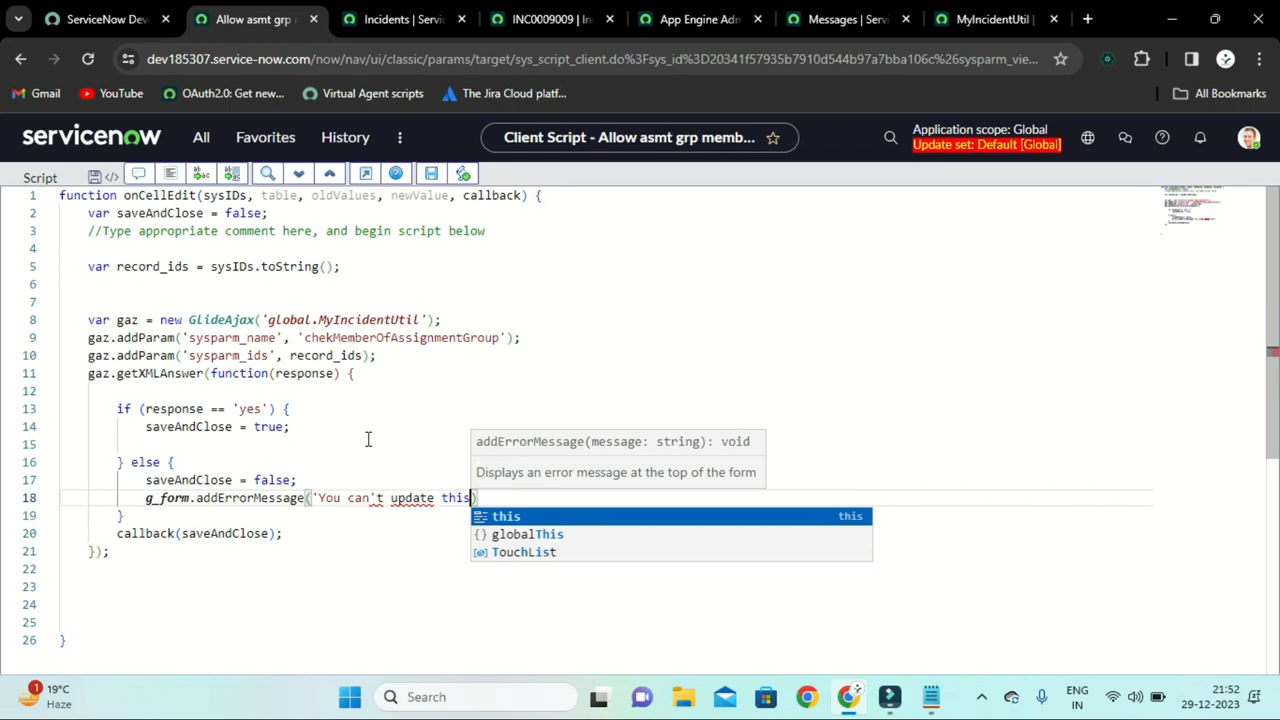 ServiceNow Dev
Allow asmt grp
Incidents | Serv
INC0009009 | Inc
App Engine Adm
Messages | Servi
MyIncidentUtil |
dev185307.service-now.com/now/nav/ui/classic/params/target/sys_script_client.do%3Fsys_id%3D20341f57935b7910d544b97a7bba106c%26sysparm_vie...
Gmail
YouTube
OAuth2.0: Get new...
Virtual Agent scripts
The Jira Cloud platf...
All Bookmarks
servicenow
All
Favorites
History
Client Script - Allow asmt grp memb...
Application scope: Global
Update set: Default [Global]
Script
1 function onCellEdit(sysIDs, table, oldValues, newValue, callback) {
2 var saveAndClose = false;
3 //Type appropriate comment here, and begin script below
4
5 var record_ids = sysIDs.toString();
6
7
8 var gaz = new GlideAjax('global.MyIncidentUtil');
9 gaz.addParam('sysparm_name', 'chekMemberOfAssignmentGroup');
10 gaz.addParam('sysparm_ids', record_ids);
11 gaz.getXMLAnswer(function(response) {
12
13 if (response == 'yes') {
14 saveAndClose = true;
15
16 } else {
17 saveAndClose = false;
18 g_form.addErrorMessage('You can't update this)
19 }
20 callback(saveAndClose);
21 });
22
23
24
25
26 }
addErrorMessage(message: string): void
Displays an error message at the top of the form
this this
globalThis
TouchList
1
19°C
Haze
Search
ENG
IN
21:52
29-12-2023